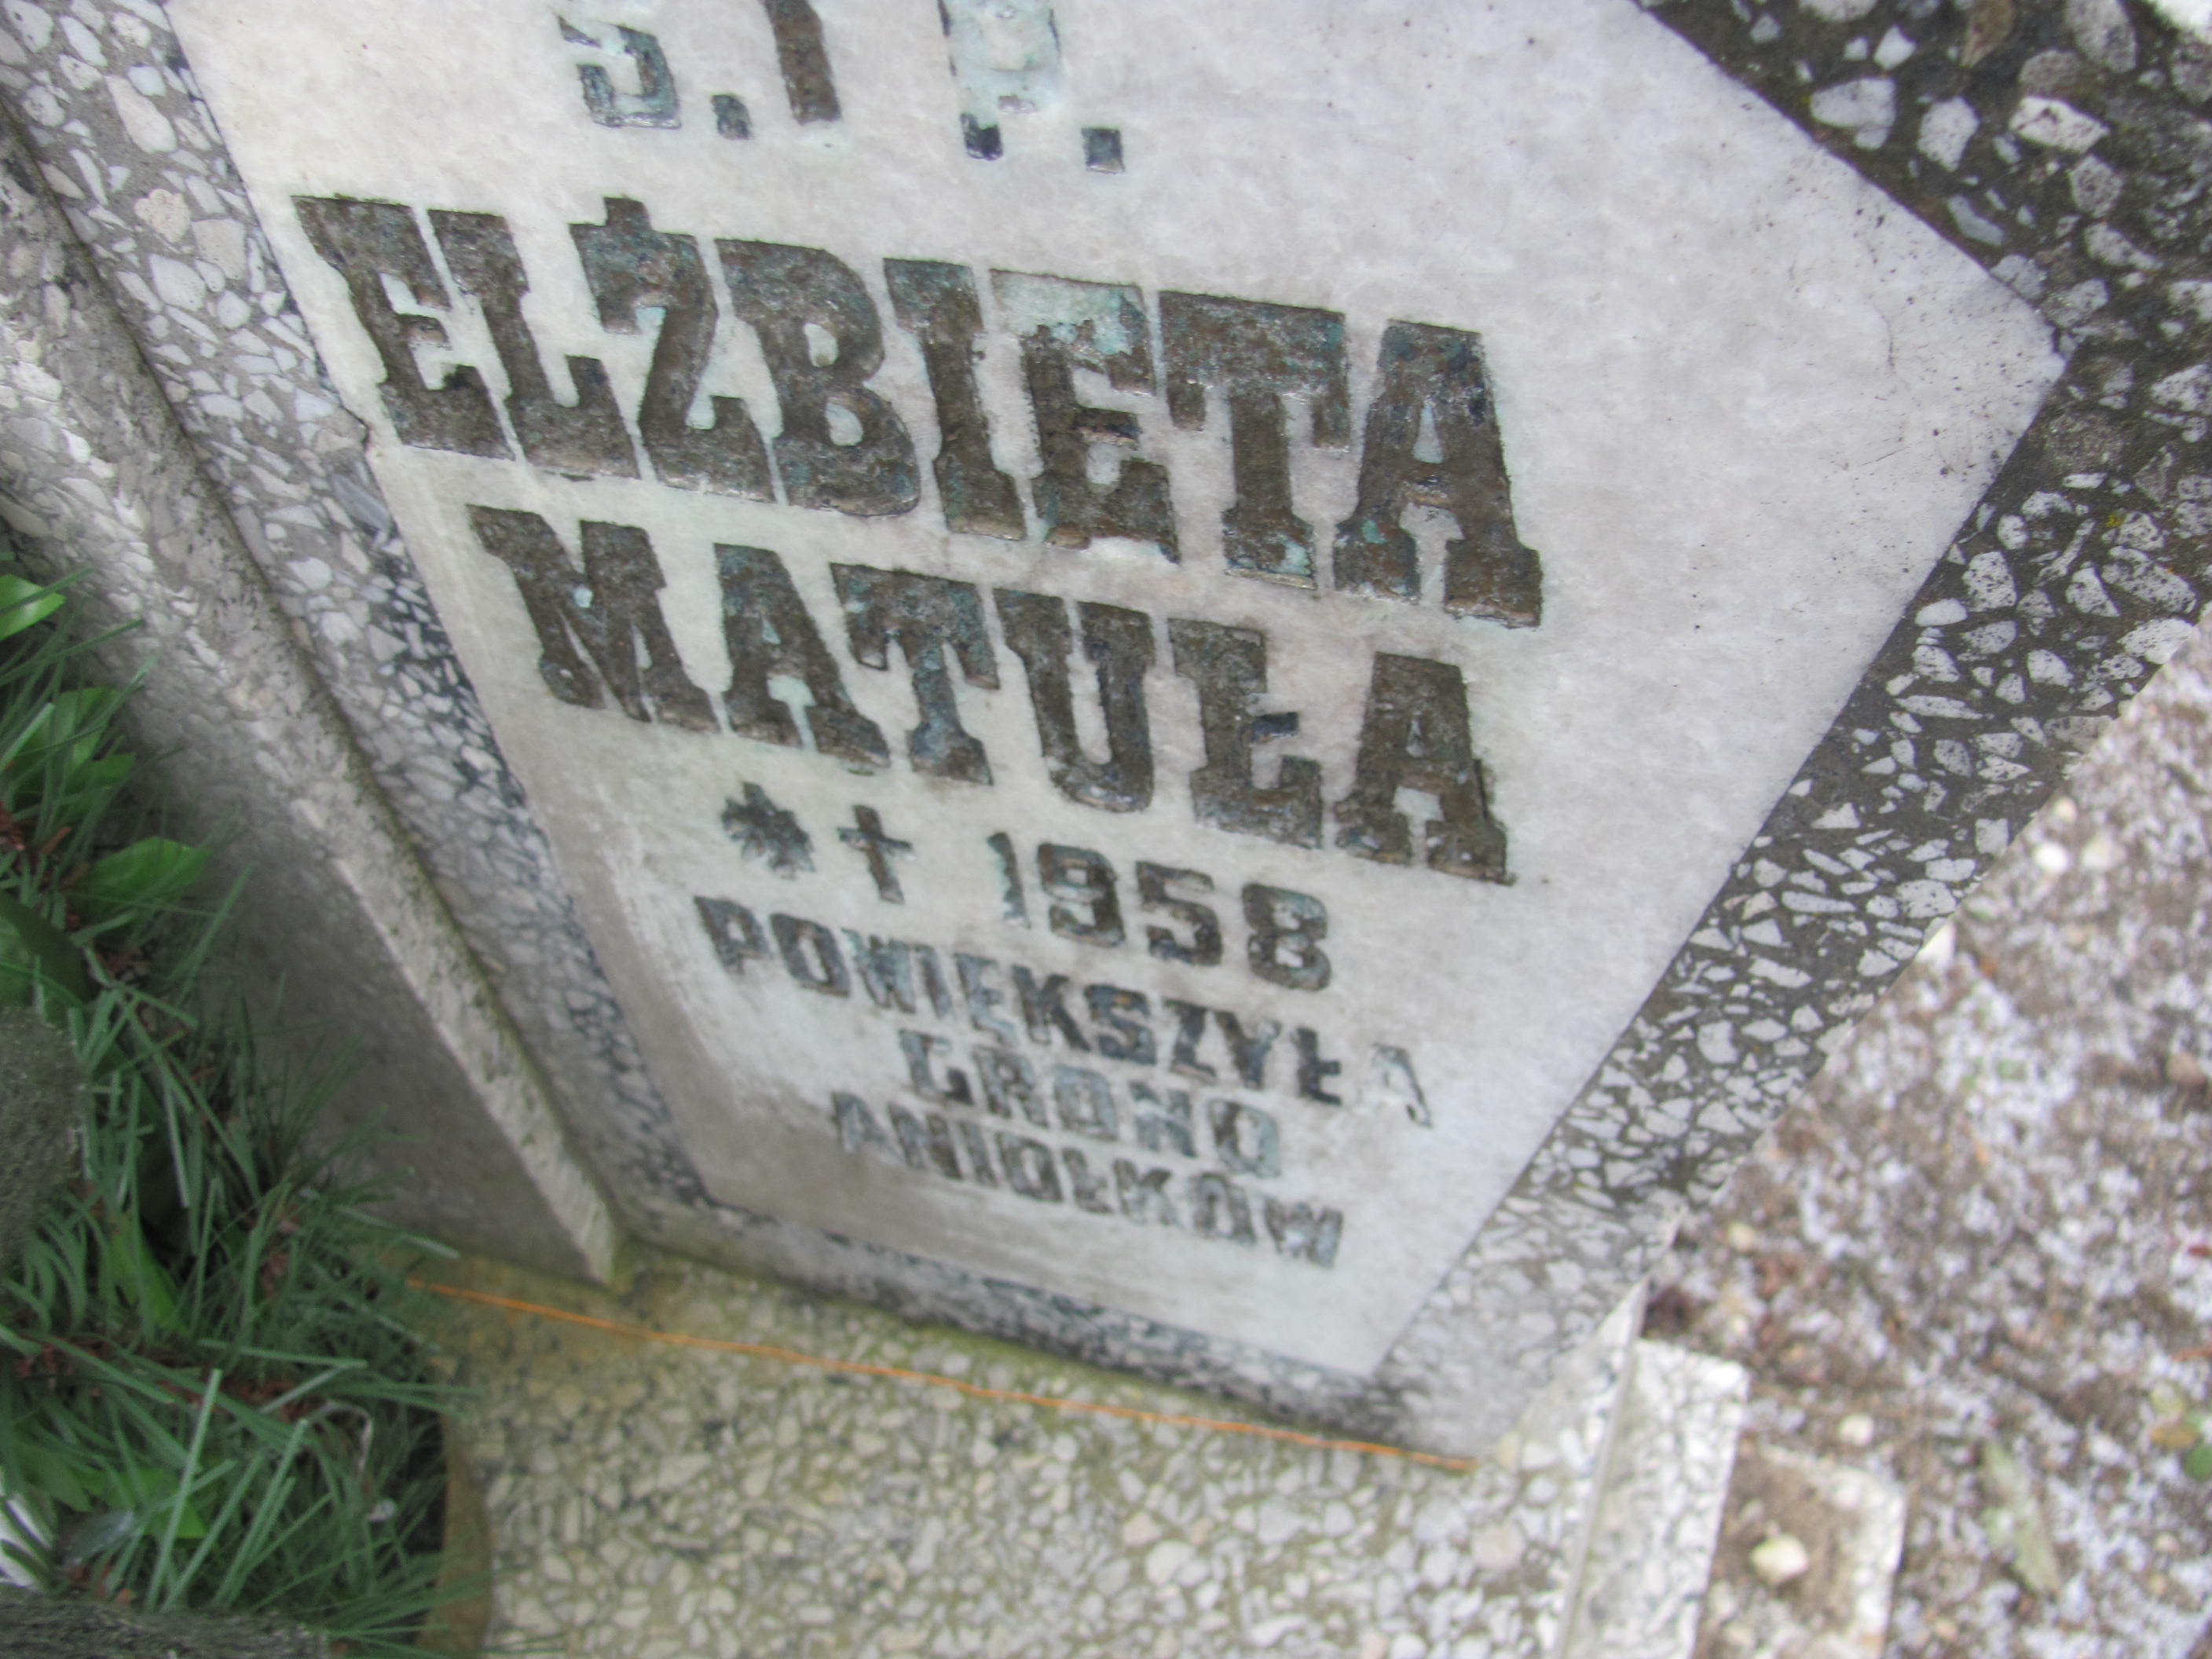 Ś.†P.
ELŻBIETA
MATUŁA
*† 1958
POWIĘKSZYŁA
GRONO
ANIOŁKÓW